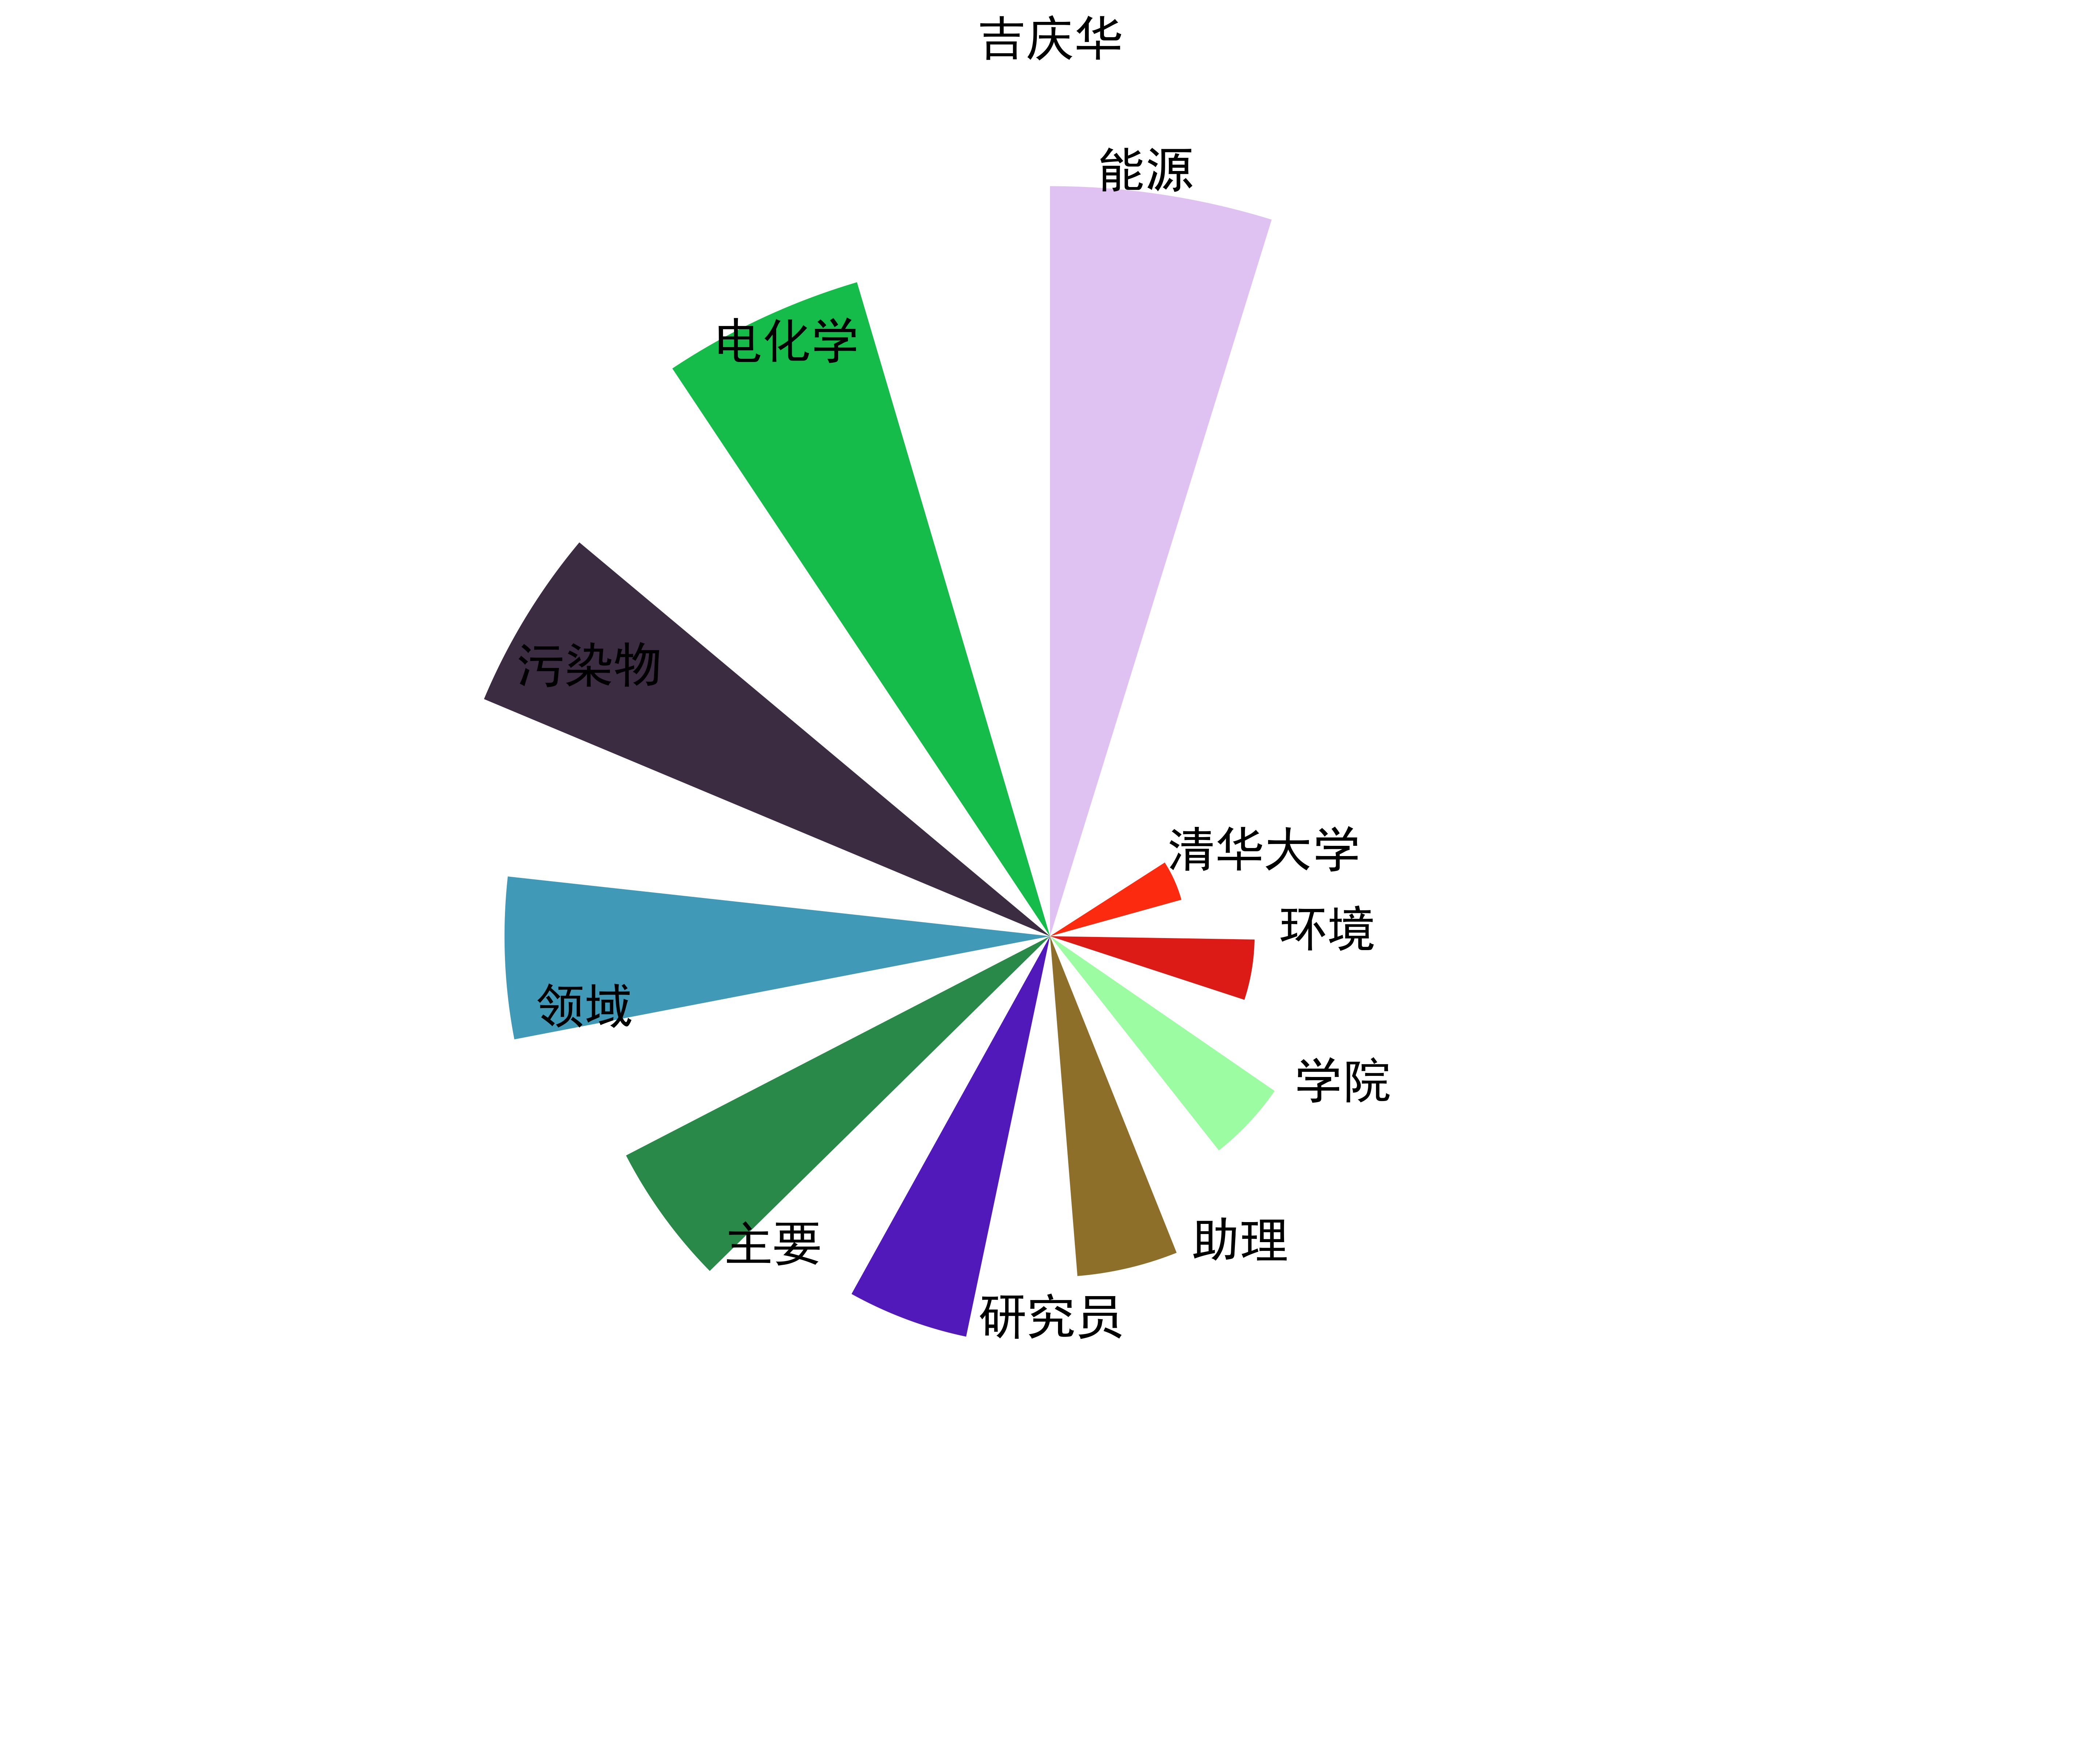 吉庆华
能源
电化学
污染物
清华大学
环境
领域
学院
助理
主要
研究员